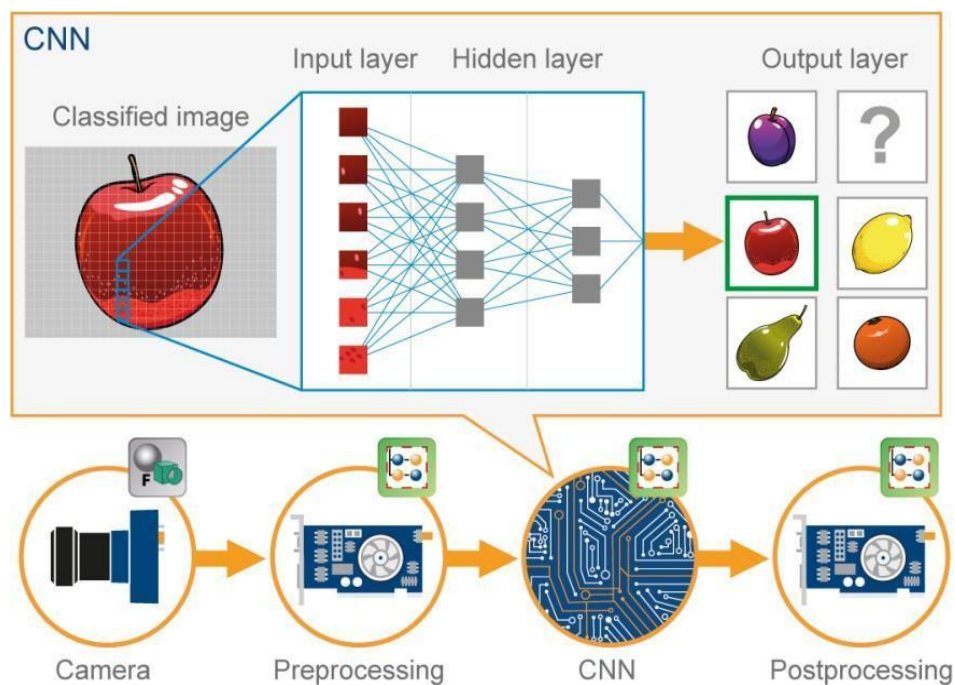 CNN
Input layer
Hidden layer
Output layer
Classified image
?
F
Camera
Preprocessing
CNN
Postprocessing